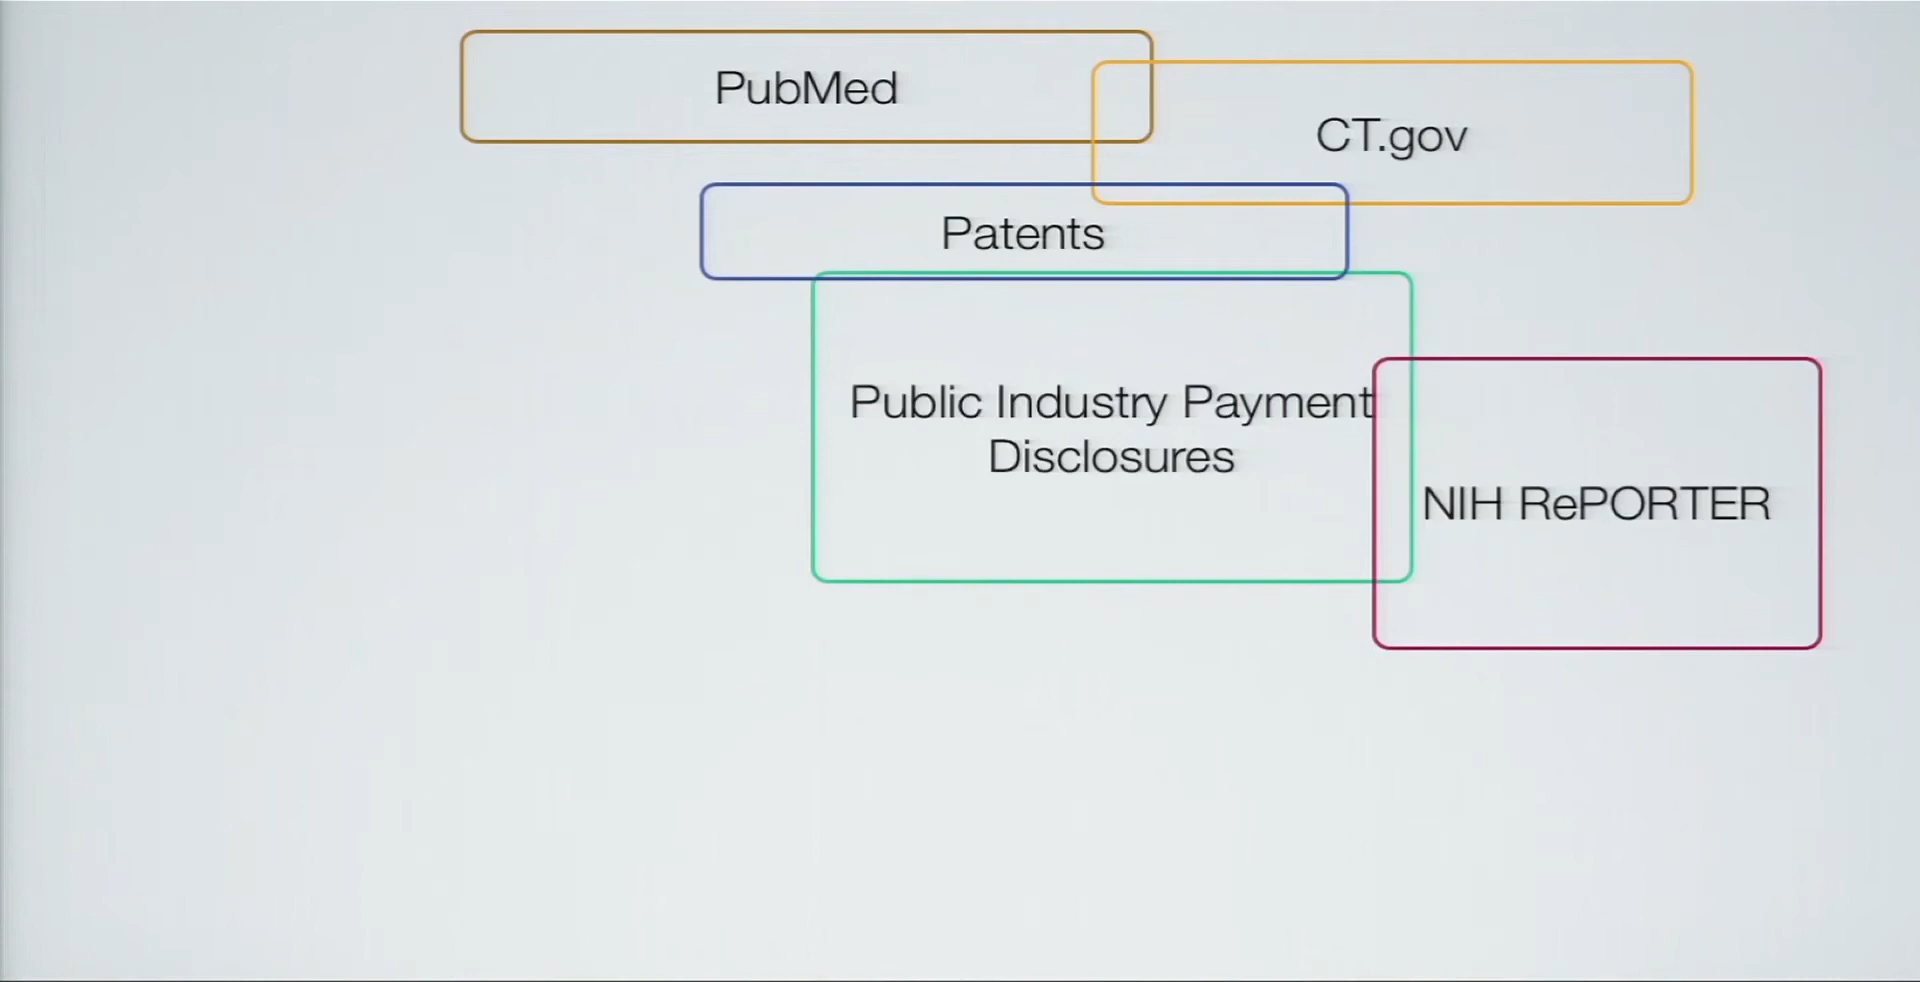 PubMed
CT.gov
Patents
Public Industry Payment
Disclosures
NIH RePORTER